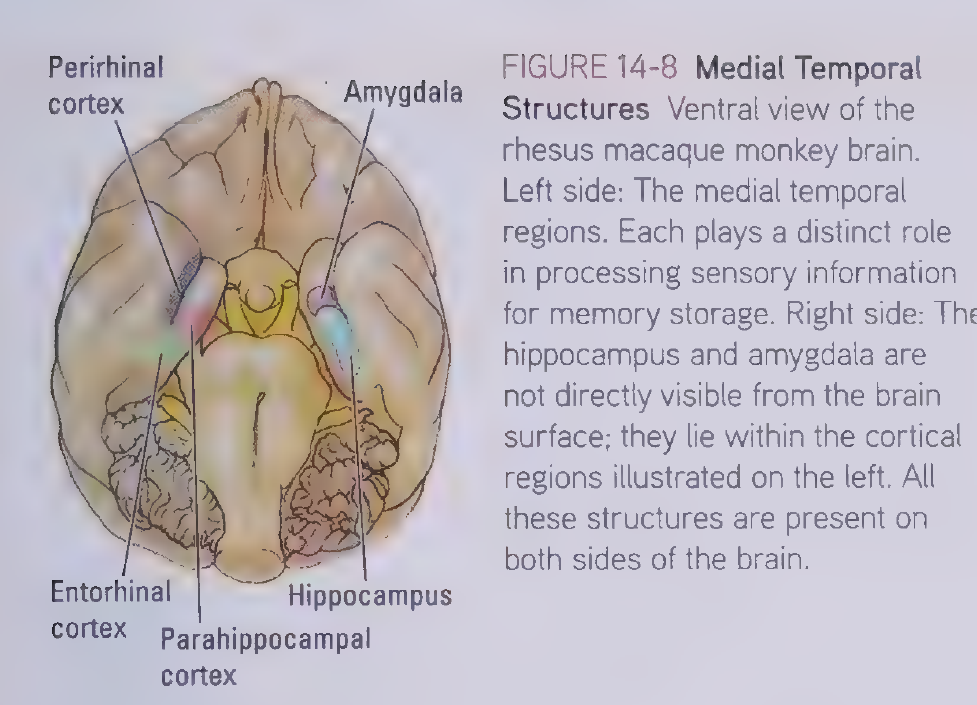 Perirhinal
cortex
Amygdala
Entorhinal
cortex
Parahippocampal
cortex
Hippocampus
FIGURE 14-8 Medial Temporal
Structures Ventral view of the
rhesus macaque monkey brain.
Left side: The medial temporal
regions. Each plays a distinct role
in processing sensory information
for memory storage. Right side: The
hippocampus and amygdala are
not directly visible from the brain
surface; they lie within the cortical
regions illustrated on the left. All
these structures are present on
both sides of the brain.